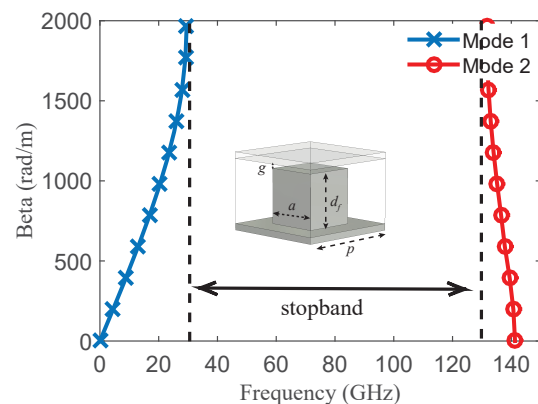 2000
1500
1000
500
0
Beta (rad/m)
Mode 1
Mode 2
g
a
d_f
p
stopband
0 20 40 60 80 100 120 140
Frequency (GHz)